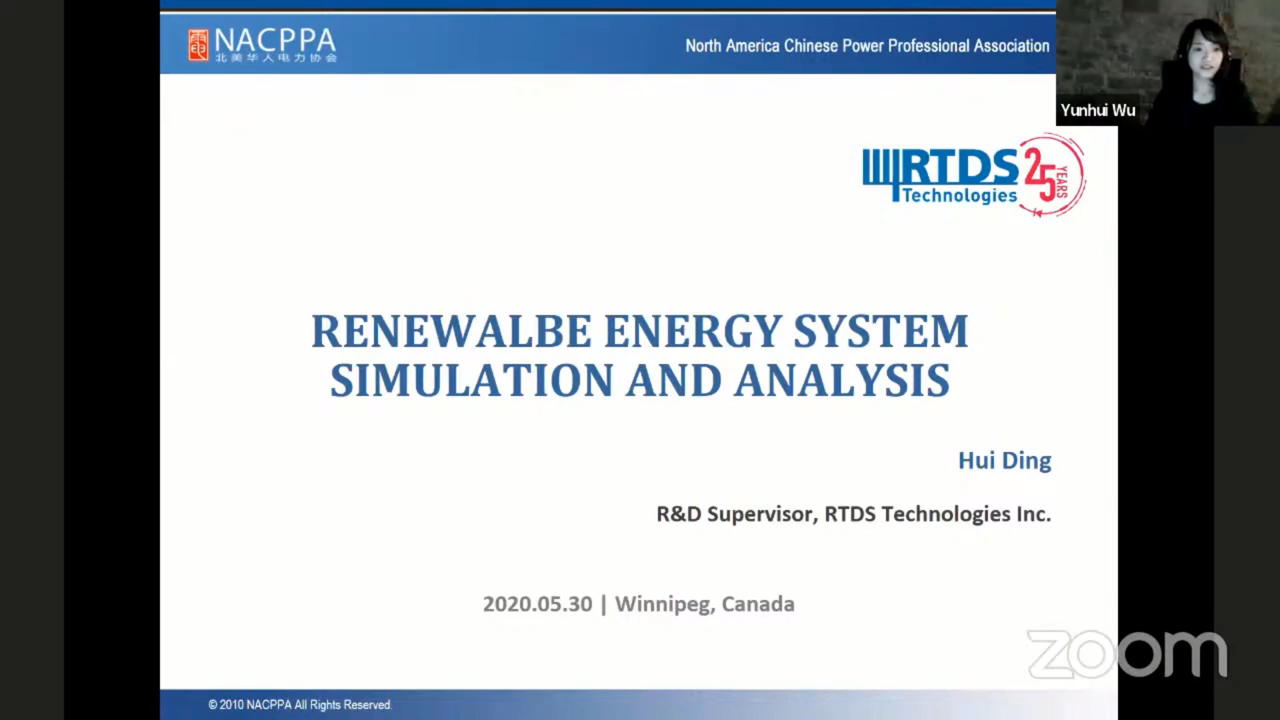 NACPPA
北美华人电力协会
North America Chinese Power Professional Association
Yunhui Wu
RTDS
Technologies
25
YEARS
RENEWALBE ENERGY SYSTEM
SIMULATION AND ANALYSIS
Hui Ding
R&D Supervisor, RTDS Technologies Inc.
2020.05.30 | Winnipeg, Canada
zoom
© 2010 NACPPA All Rights Reserved.